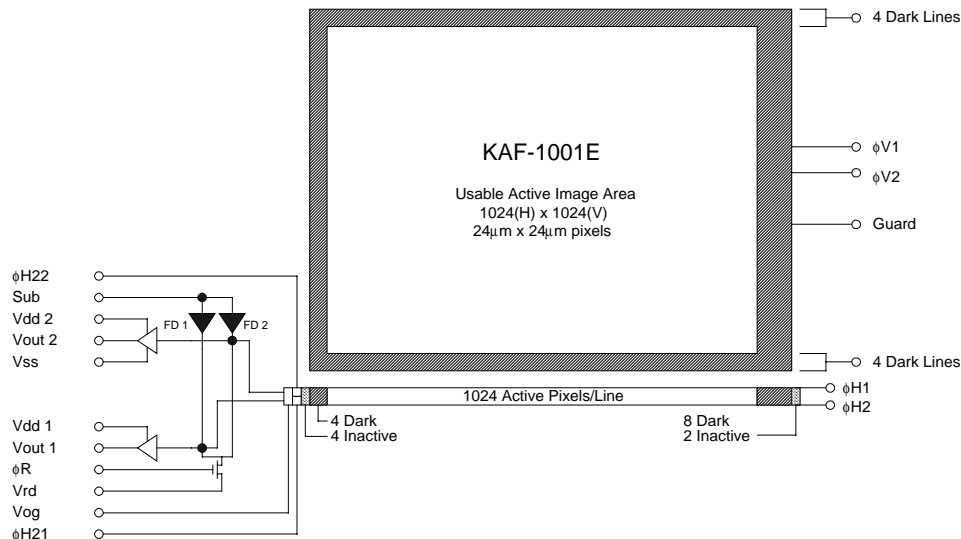 4 Dark Lines
KAF-1001E
ϕV1
ϕV2
Usable Active Image Area
1024(H) x 1024(V)
24μm x 24μm pixels
Guard
ϕH22
Sub
Vdd 2
FD 1
FD 2
Vout 2
Vss
4 Dark Lines
ϕH1
1024 Active Pixels/Line
ϕH2
Vdd 1
4 Dark
8 Dark
4 Inactive
2 Inactive
Vout 1
ϕR
Vrd
Vog
ϕH21